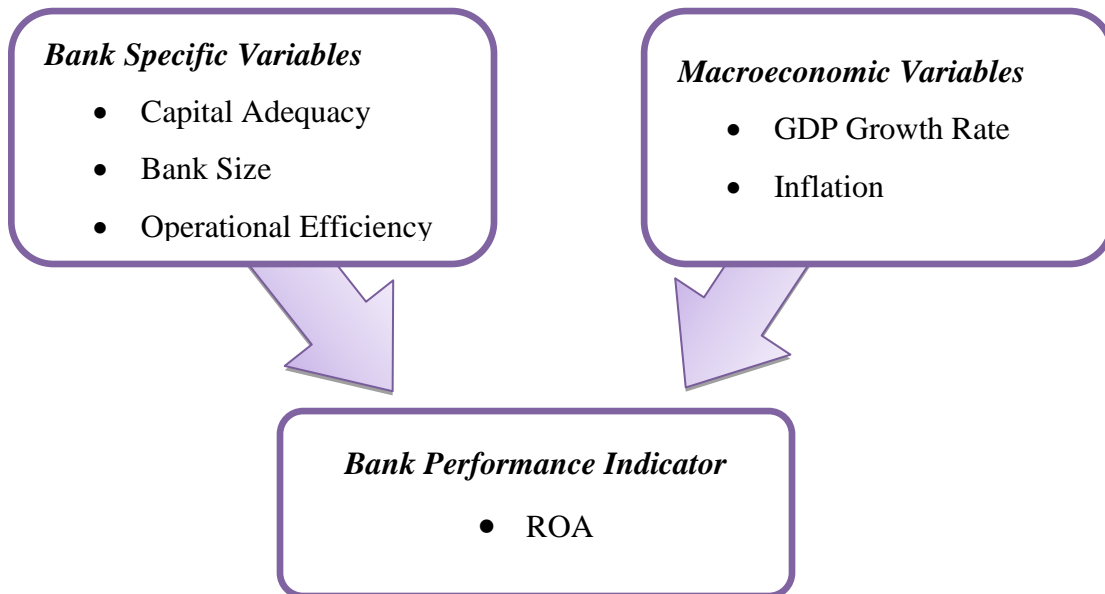 Bank Specific Variables
• Capital Adequacy
• Bank Size
• Operational Efficiency
Macroeconomic Variables
• GDP Growth Rate
• Inflation
Bank Performance Indicator
• ROA